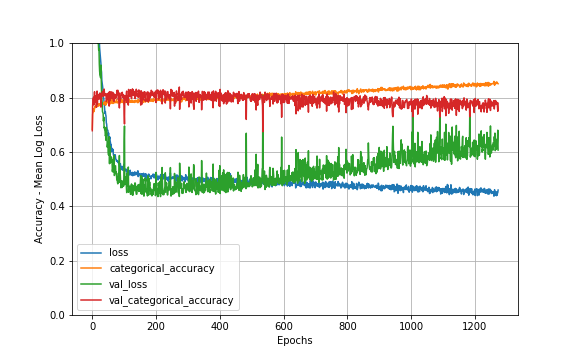 1.0
0.8
0.6
0.4
0.2
0.0
Accuracy - Mean Log Loss
loss
categorical_accuracy
val_loss
val_categorical_accuracy
0 200 400 600 800 1000 1200
Epochs